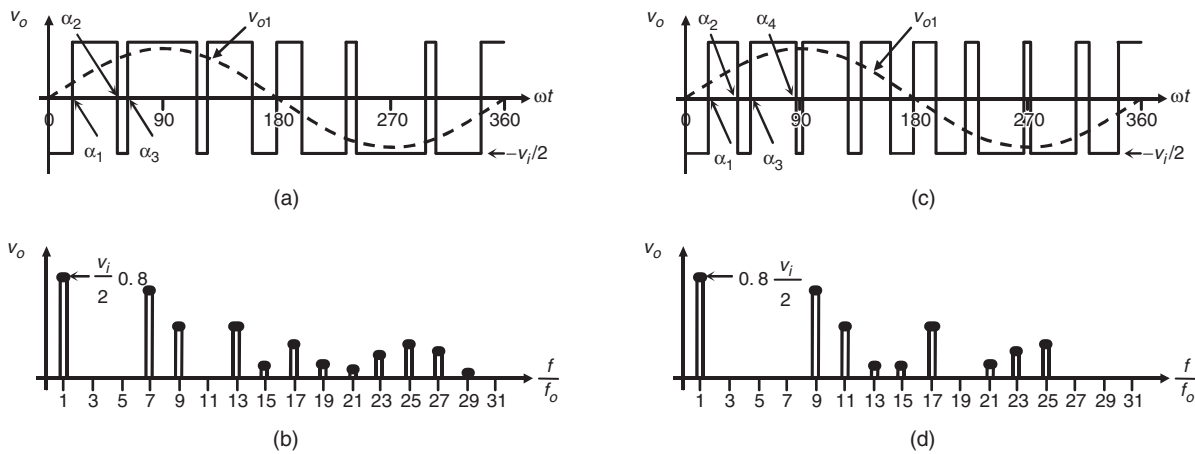 v_o
α_2
v_o1
0
90
180
270
360
ωt
α_1
α_3
–v_i/2
(a)
v_o
α_2
α_4
v_o1
0
90
180
270
360
ωt
α_1
α_3
–v_i/2
(c)
v_o
v_i/2 0.8
1 3 5 7 9 11 13 15 17 19 21 23 25 27 29 31
f/f_o
(b)
v_o
0.8 v_i/2
1 3 5 7 9 11 13 15 17 19 21 23 25 27 29 31
f/f_o
(d)